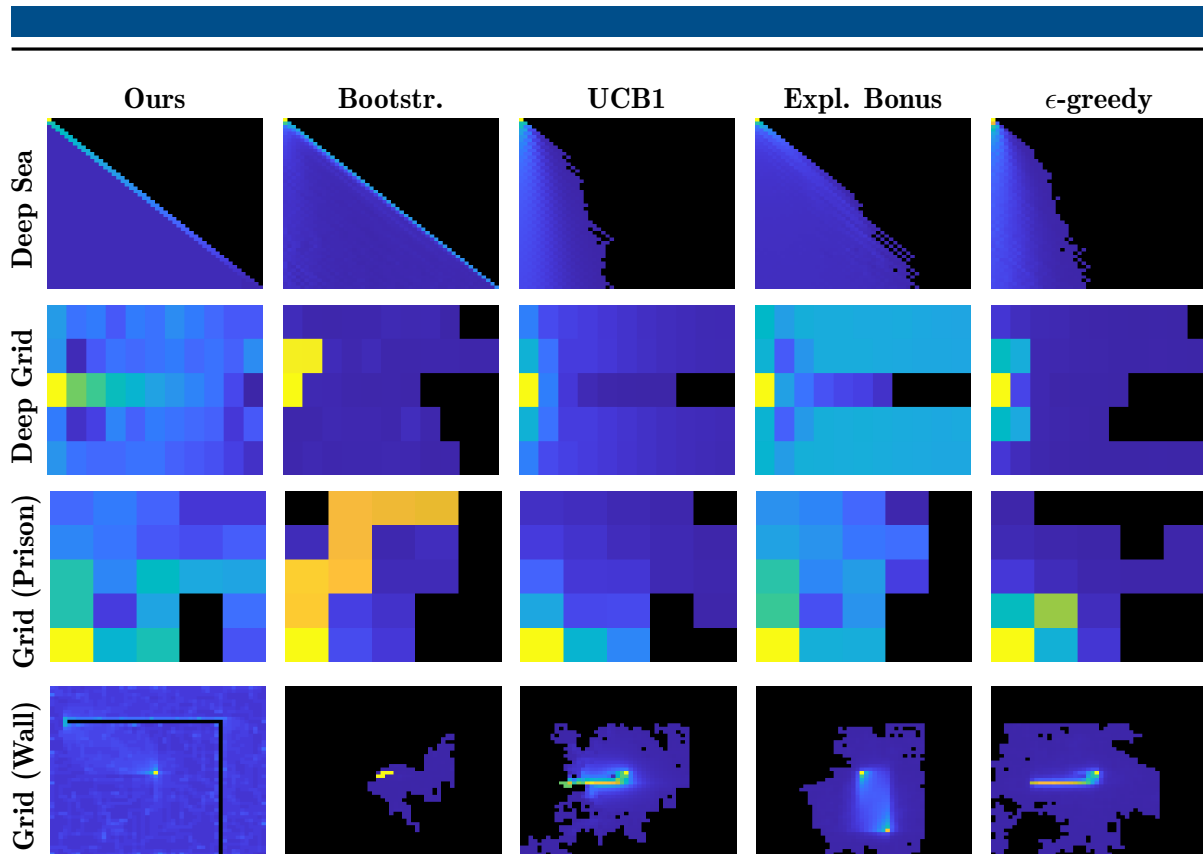 Ours Bootstr. UCB1 Expl. Bonus ϵ-greedy
Deep Sea
Deep Grid
Grid (Prison)
Grid (Wall)